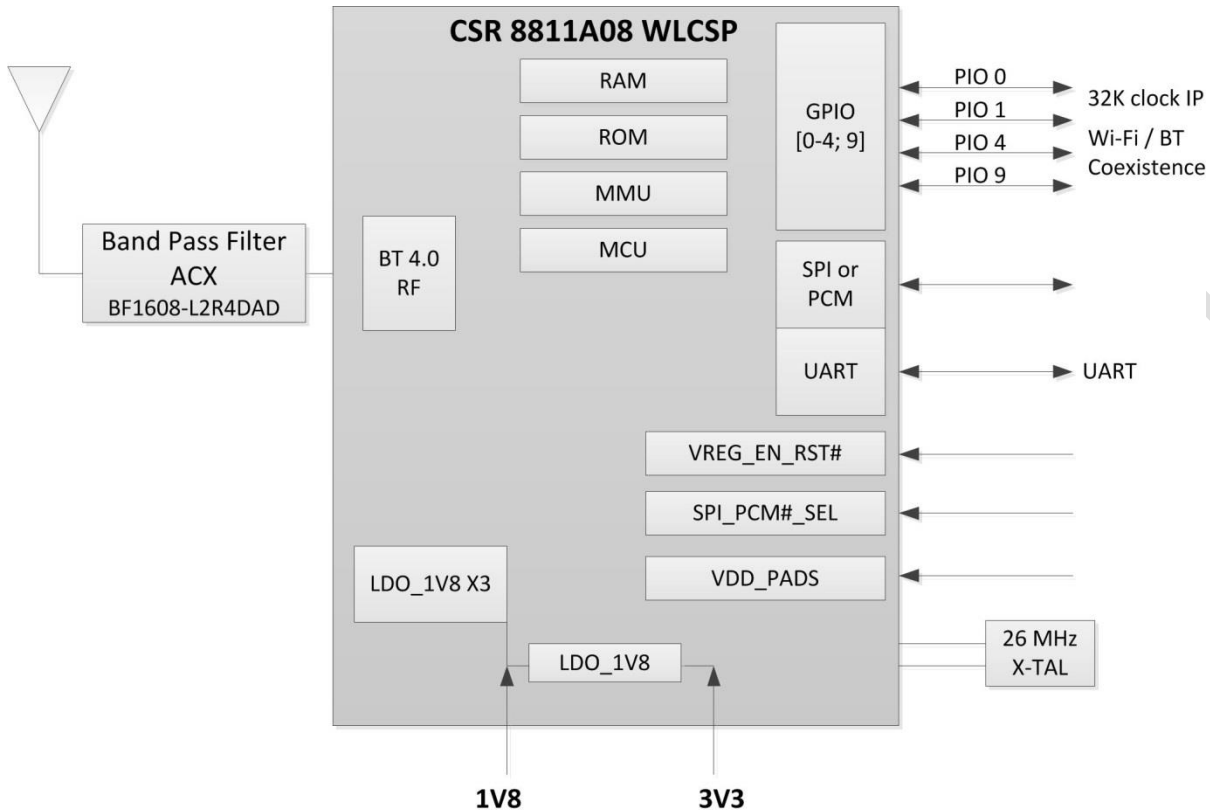 CSR 8811A08 WLCSP
RAM
ROM
MMU
MCU
GPIO
[0-4; 9]
PIO 0
PIO 1
PIO 4
PIO 9
32K clock IP
Wi-Fi / BT
Coexistence
Band Pass Filter
ACX
BF1608-L2R4DAD
BT 4.0
RF
SPI or
PCM
UART
UART
VREG_EN_RST#
SPI_PCM#_SEL
VDD_PADS
LDO_1V8 X3
LDO_1V8
26 MHz
X-TAL
1V8
3V3